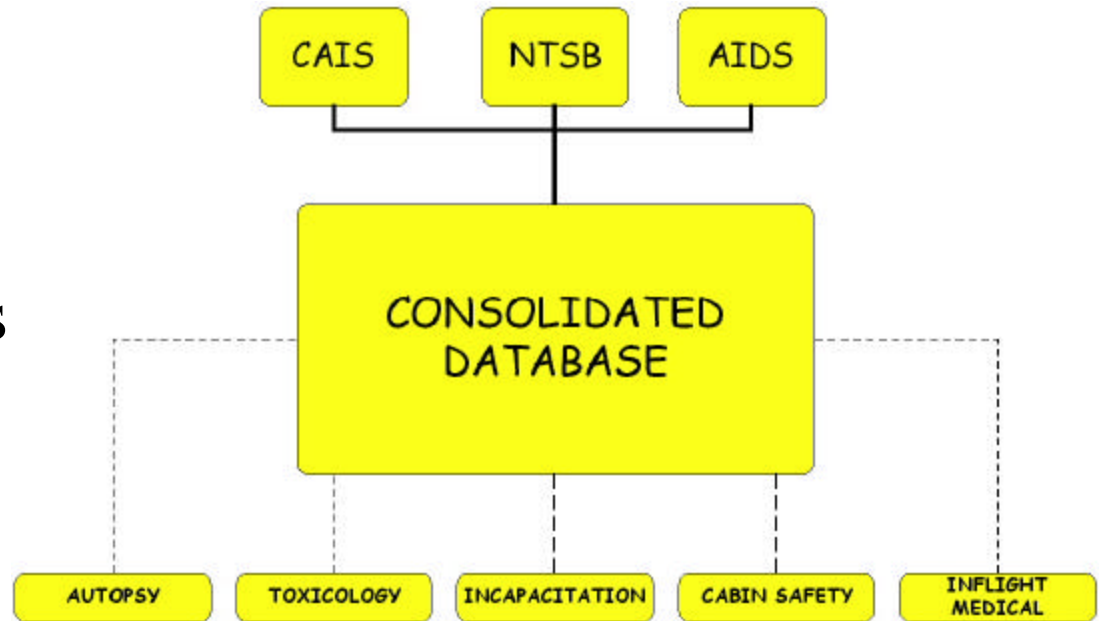 CAIS
NTSB
AIDS
CONSOLIDATED
DATABASE
AUTOPSY
TOXICOLOGY
INCAPACITATION
CABIN SAFETY
INFLIGHT
MEDICAL